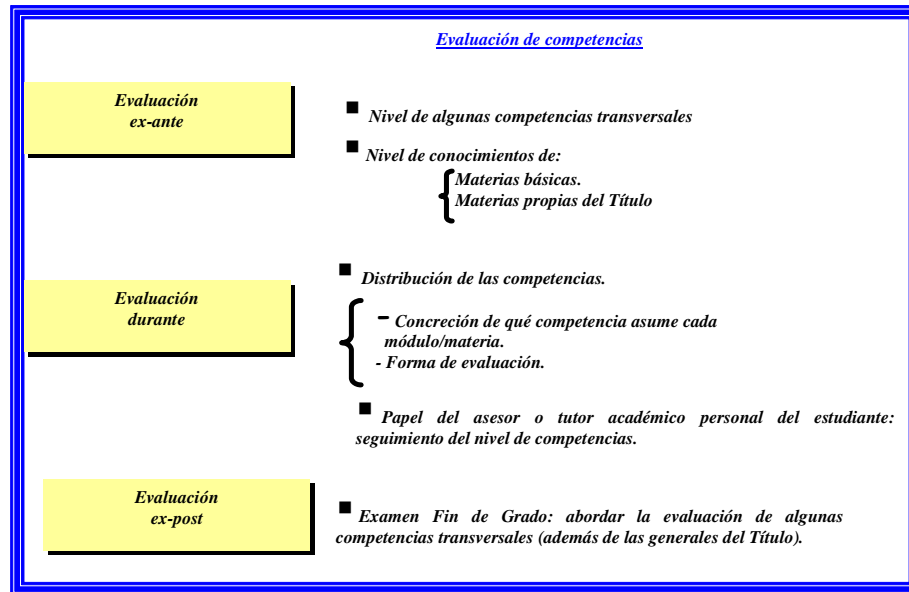 Evaluación de competencias
Evaluación
ex-ante
▪ Nivel de algunas competencias transversales
▪ Nivel de conocimientos de:
Materias básicas.
Materias propias del Título
Evaluación
durante
▪ Distribución de las competencias.
- Concreción de qué competencia asume cada
módulo/materia.
- Forma de evaluación.
▪ Papel del asesor o tutor académico personal del estudiante:
seguimiento del nivel de competencias.
Evaluación
ex-post
▪ Examen Fin de Grado: abordar la evaluación de algunas
competencias transversales (además de las generales del Título).